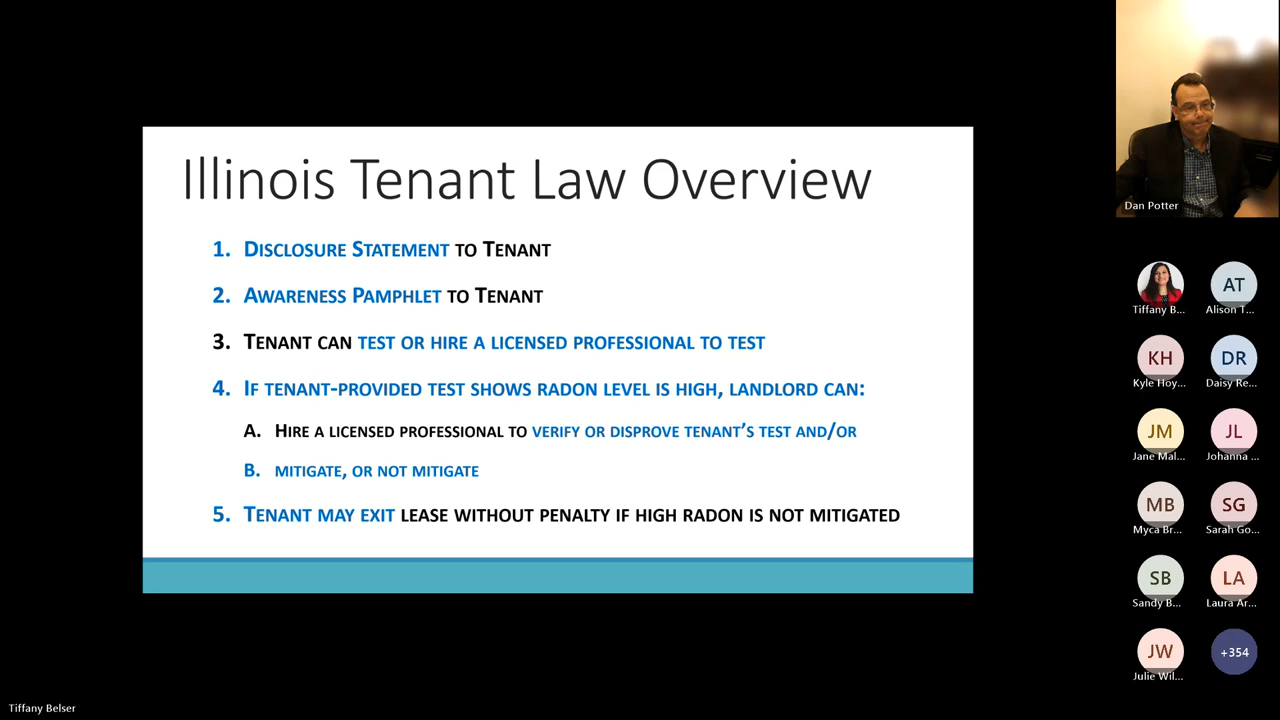 Illinois Tenant Law Overview
1. Disclosure Statement to Tenant
2. Awareness Pamphlet to Tenant
3. Tenant can test or hire a licensed professional to test
4. If tenant-provided test shows radon level is high, landlord can:
A. Hire a licensed professional to verify or disprove tenant's test and/or
B. mitigate, or not mitigate
5. Tenant may exit lease without penalty if high radon is not mitigated
Dan Potter
Tiffany B...
AT
Alison T...
KH
Kyle Hoy...
DR
Daisy Re...
JM
Jane Mal...
JL
Johanna ...
MB
Myca Br...
SG
Sarah Go...
SB
Sandy B...
LA
Laura Ar...
JW
Julie Wil...
+354
Tiffany Belser